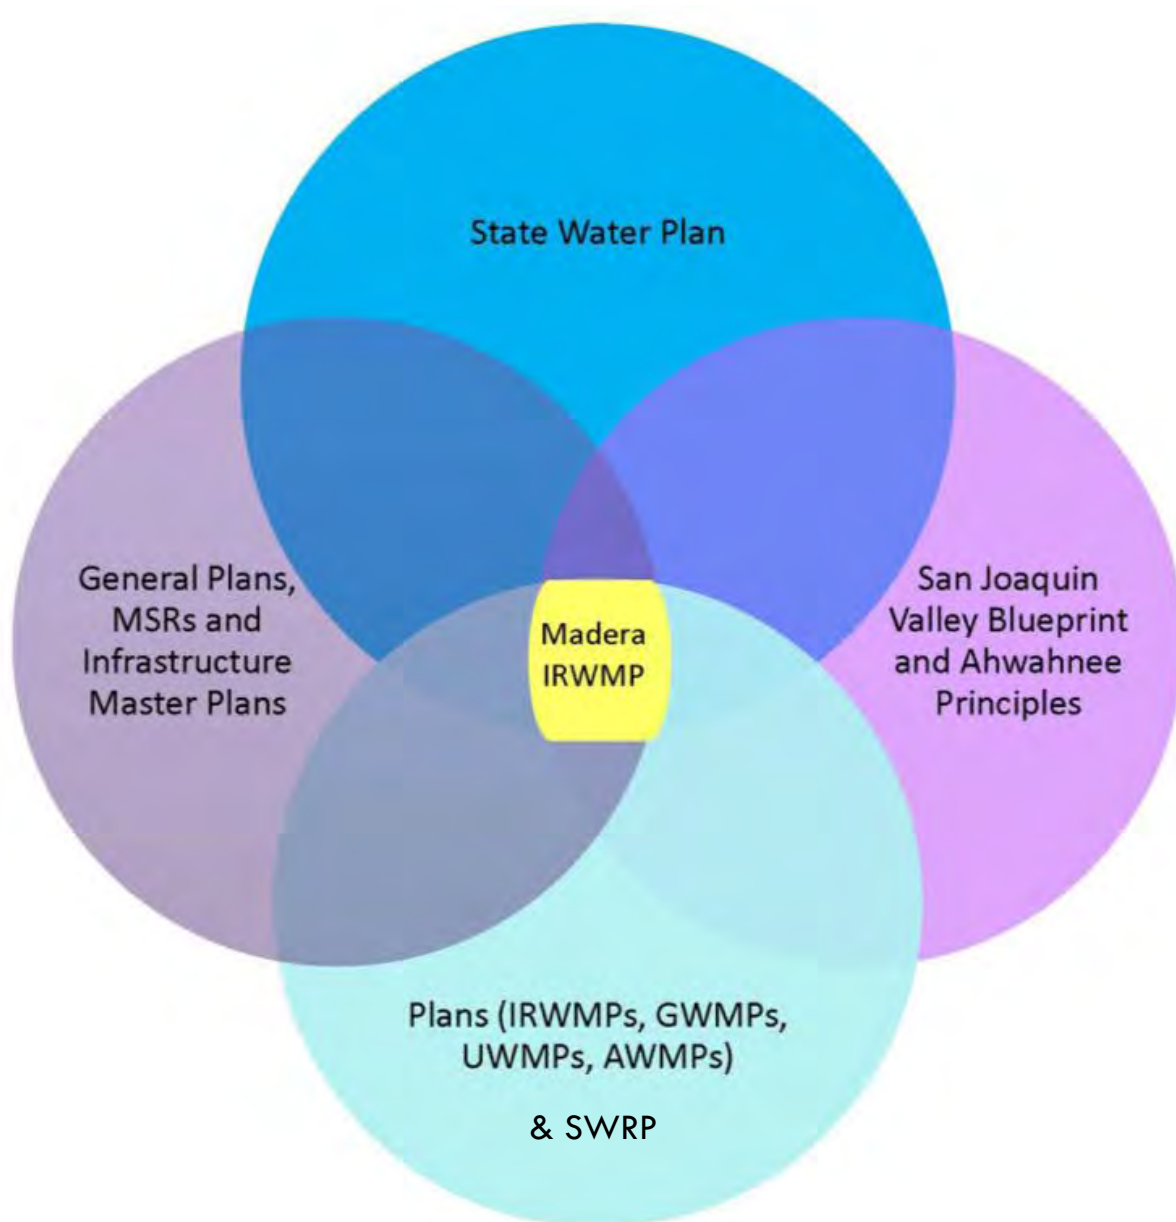 State Water Plan
General Plans,
MSRs and
Infrastructure
Master Plans
Madera
IRWMP
San Joaquin
Valley Blueprint
and Ahwahnee
Principles
Plans (IRWMPs, GWMPs,
UWMPs, AWMPs)
& SWRP